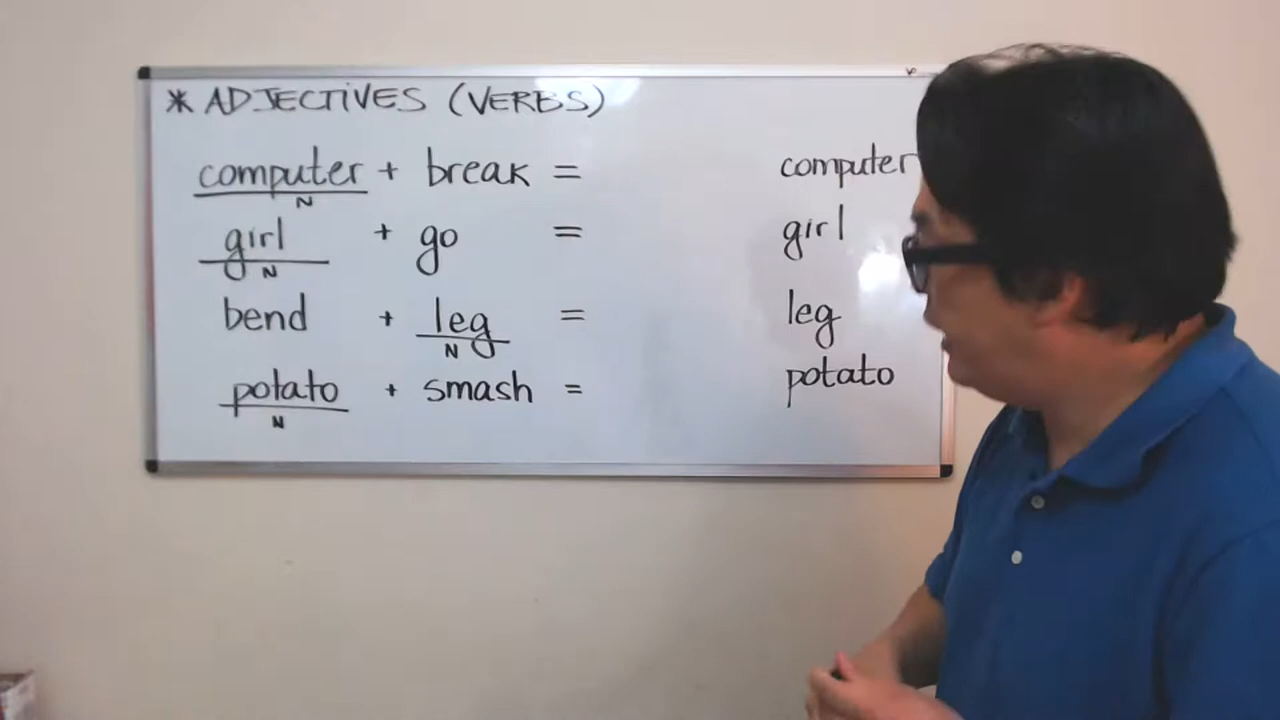 * ADJECTIVES (VERBS)
computer + break = computer
N
girl + go = girl
N
bend + leg = leg
N
potato + smash = potato
N